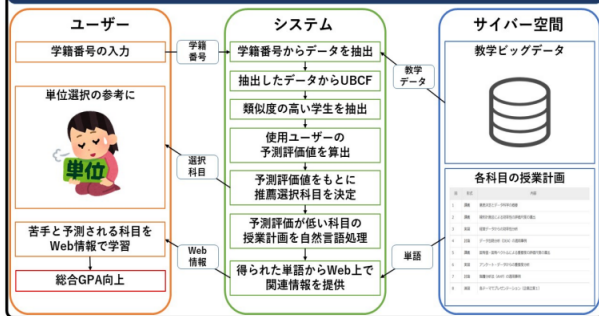 ユーザー
学籍番号の入力
単位選択の参考に
単位
苦手と予測される科目を
Web情報で学習
総合GPA向上
学籍
番号
選択
科目
Web
情報
システム
学籍番号からデータを抽出
抽出したデータからUBCF
類似度の高い学生を抽出
使用ユーザーの
予測評価値を算出
予測評価値をもとに
推薦選択科目を決定
予測評価が低い科目の
授業計画を自然言語処理
得られた単語からWeb上で
関連情報を提供
教学
データ
単語
サイバー空間
教学ビッグデータ
各科目の授業計画